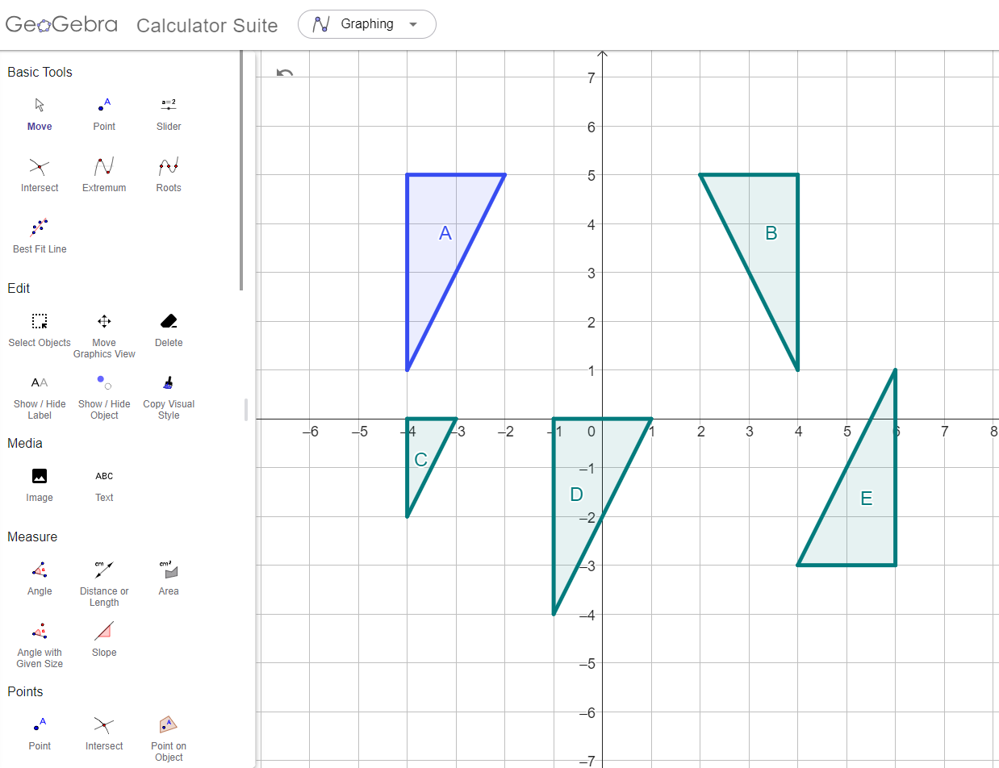 GeoGebra Calculator Suite Graphing
Basic Tools
Move Point Slider
A
a=2
Intersect Extremum Roots
Best Fit Line
Edit
Select Objects Move Graphics View Delete
AA
Show / Hide Label Show / Hide Object Copy Visual Style
Media
ABC
Image Text
Measure
α cm cm²
Angle Distance or Length Area
α
Angle with Given Size Slope
Points
A A
Point Intersect Point on Object
7
6
5
4
3
2
1
–6 –5 –4 –3 –2 –1 0 1 2 3 4 5 6 7 8
–1
–2
–3
–4
–5
–6
–7
A B
C D E